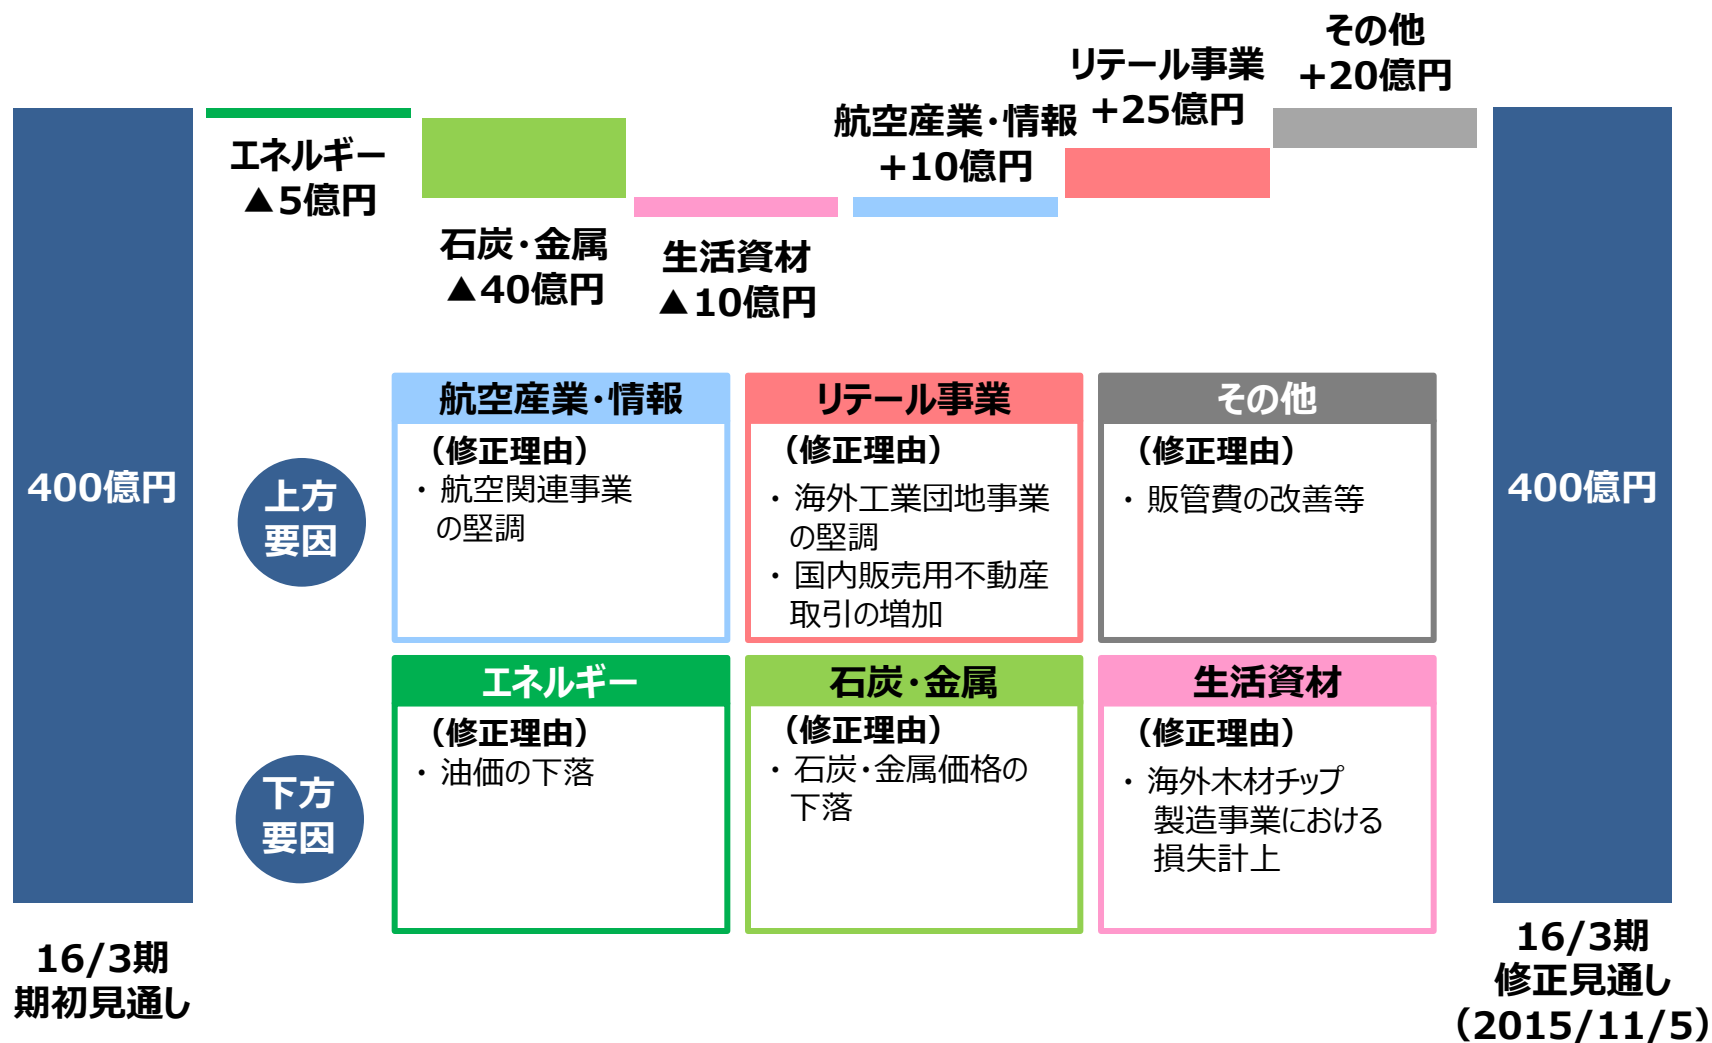 その他
+20億円
リテール事業
+25億円
航空産業・情報
+10億円
エネルギー
▲5億円
石炭・金属
▲40億円
生活資材
▲10億円
400億円
400億円
上方
要因
航空産業・情報
（修正理由）
・ 航空関連事業
の堅調
リテール事業
（修正理由）
・ 海外工業団地事業
の堅調
・ 国内販売用不動産
取引の増加
その他
（修正理由）
・ 販管費の改善等
下方
要因
エネルギー
（修正理由）
・ 油価の下落
石炭・金属
（修正理由）
・ 石炭・金属価格の
下落
生活資材
（修正理由）
・ 海外木材チップ
製造事業における
損失計上
16/3期
期初見通し
16/3期
修正見通し
（2015/11/5）